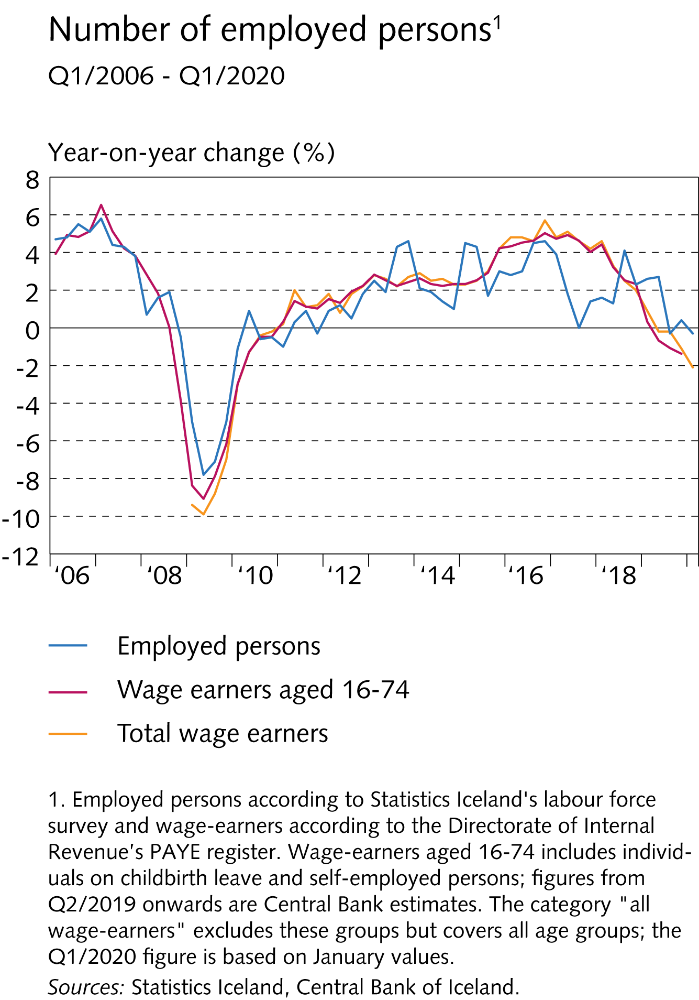 Number of employed persons1
Q1/2006 - Q1/2020
Year-on-year change (%)
8
6
4
2
0
-2
-4
-6
-8
-10
-12
‘06 ‘08 ‘10 ‘12 ‘14 ‘16 ‘18
Employed persons
Wage earners aged 16-74
Total wage earners
1. Employed persons according to Statistics Iceland's labour force
survey and wage-earners according to the Directorate of Internal
Revenue’s PAYE register. Wage-earners aged 16-74 includes individ-
uals on childbirth leave and self-employed persons; figures from
Q2/2019 onwards are Central Bank estimates. The category "all
wage-earners" excludes these groups but covers all age groups; the
Q1/2020 figure is based on January values.
Sources: Statistics Iceland, Central Bank of Iceland.